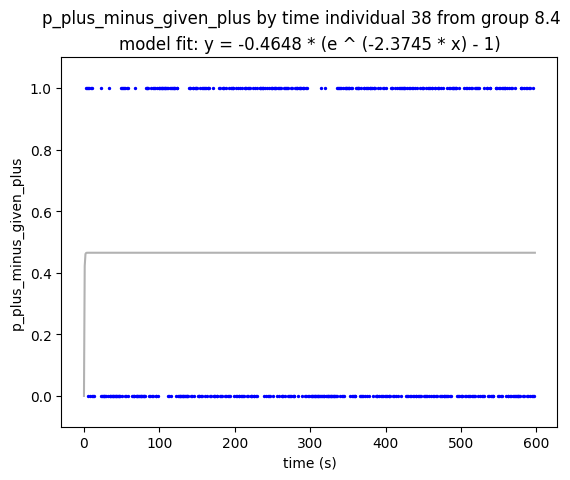 p_plus_minus_given_plus by time individual 38 from group 8.4
model fit: y = -0.4648 * (e ^ (-2.3745 * x) - 1)
1.0
0.8
0.6
0.4
0.2
0.0
p_plus_minus_given_plus
0 100 200 300 400 500 600
time (s)